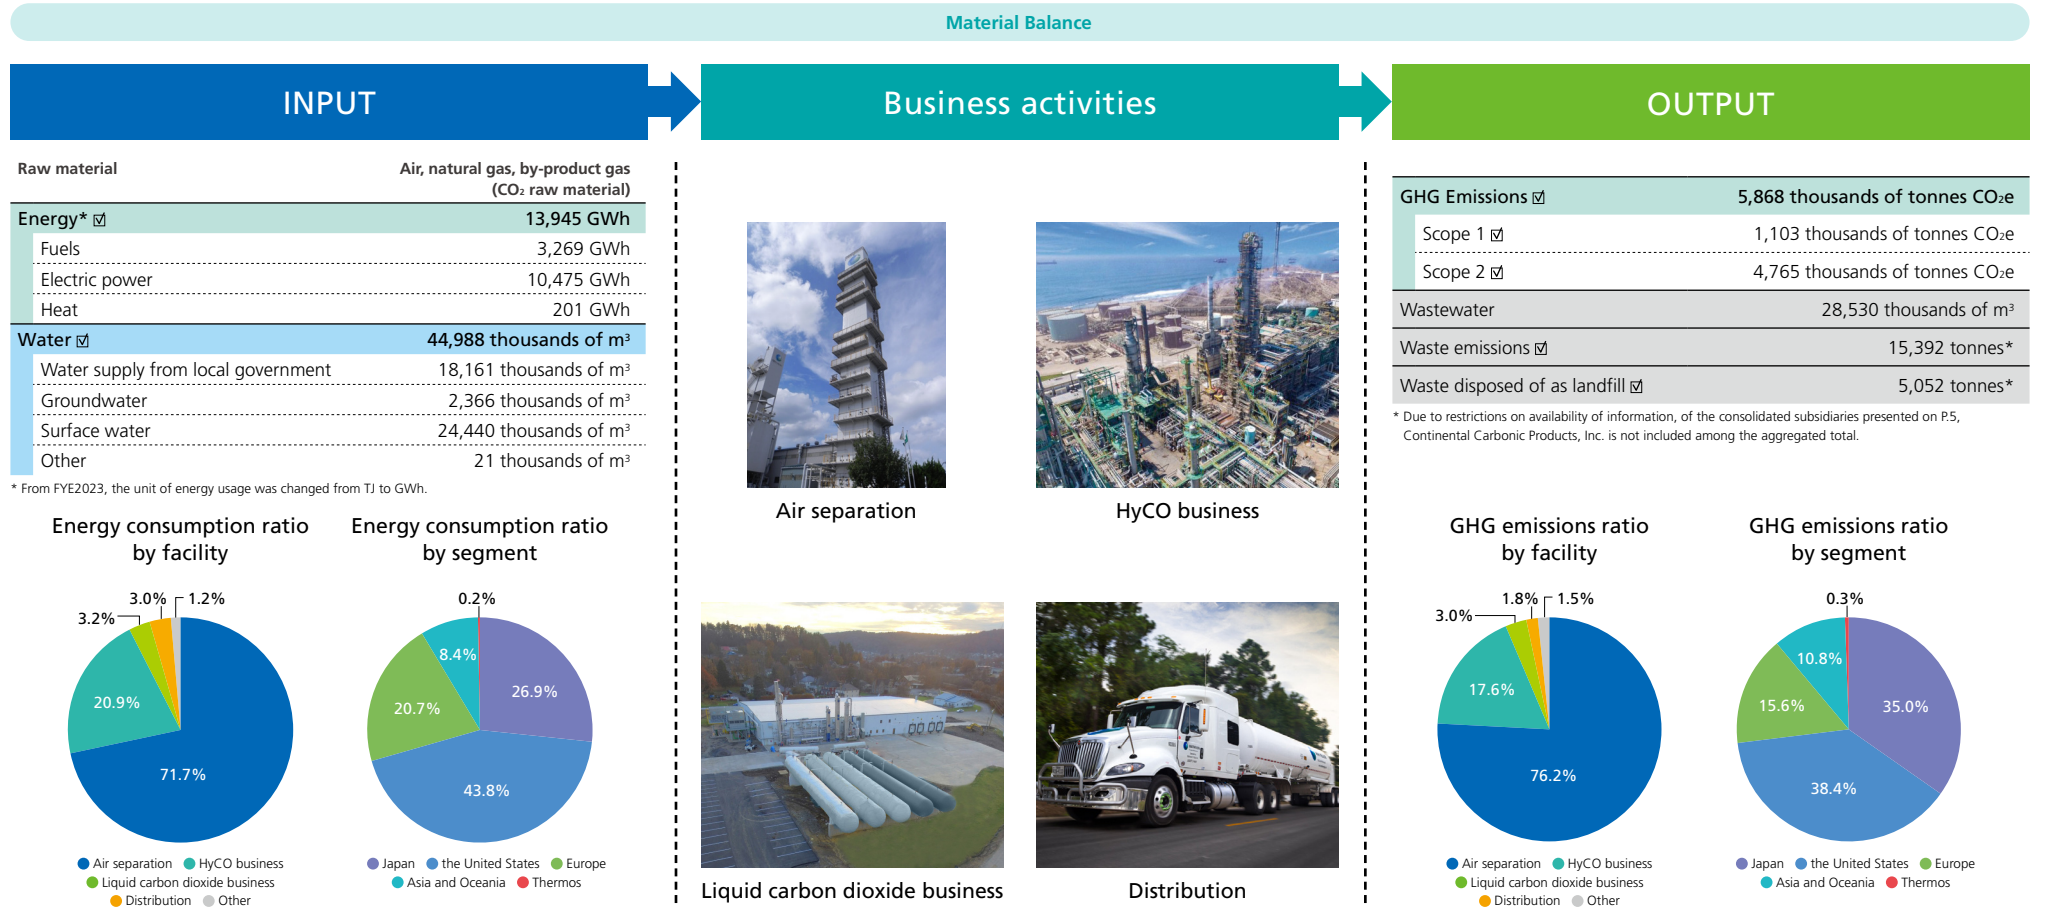 Material Balance
INPUT
Business activities
OUTPUT
Raw material
Air, natural gas, by-product gas
(CO₂ raw material)
Energy* ☑ 13,945 GWh
Fuels 3,269 GWh
Electric power 10,475 GWh
Heat 201 GWh
Water ☑ 44,988 thousands of m³
Water supply from local government 18,161 thousands of m³
Groundwater 2,366 thousands of m³
Surface water 24,440 thousands of m³
Other 21 thousands of m³
* From FYE2023, the unit of energy usage was changed from TJ to GWh.
Energy consumption ratio
by facility
3.0% 1.2%
3.2%
20.9%
71.7%
Air separation HyCO business
Liquid carbon dioxide business
Distribution Other
Energy consumption ratio
by segment
0.2%
8.4%
26.9%
20.7%
43.8%
Japan the United States Europe
Asia and Oceania Thermos
Air separation
HyCO business
Liquid carbon dioxide business
Distribution
GHG Emissions ☑ 5,868 thousands of tonnes CO₂e
Scope 1 ☑ 1,103 thousands of tonnes CO₂e
Scope 2 ☑ 4,765 thousands of tonnes CO₂e
Wastewater 28,530 thousands of m³
Waste emissions ☑ 15,392 tonnes*
Waste disposed of as landfill ☑ 5,052 tonnes*
* Due to restrictions on availability of information, of the consolidated subsidiaries presented on P.5,
Continental Carbonic Products, Inc. is not included among the aggregated total.
GHG emissions ratio
by facility
1.8% 1.5%
3.0%
17.6%
76.2%
Air separation HyCO business
Liquid carbon dioxide business
Distribution Other
GHG emissions ratio
by segment
0.3%
10.8%
15.6%
35.0%
38.4%
Japan the United States Europe
Asia and Oceania Thermos